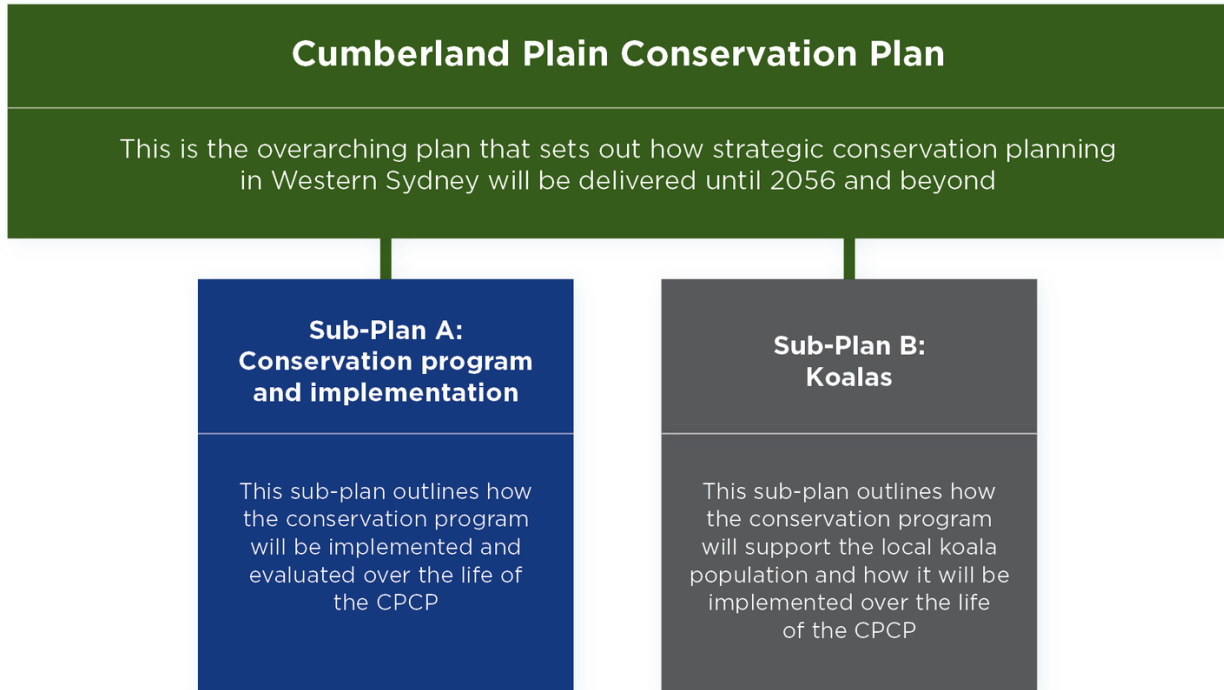 Cumberland Plain Conservation Plan
This is the overarching plan that sets out how strategic conservation planning
in Western Sydney will be delivered until 2056 and beyond
Sub-Plan A:
Conservation program
and implementation
This sub-plan outlines how
the conservation program
will be implemented and
evaluated over the life of
the CPCP
Sub-Plan B:
Koalas
This sub-plan outlines how
the conservation program
will support the local koala
population and how it will be
implemented over the life
of the CPCP